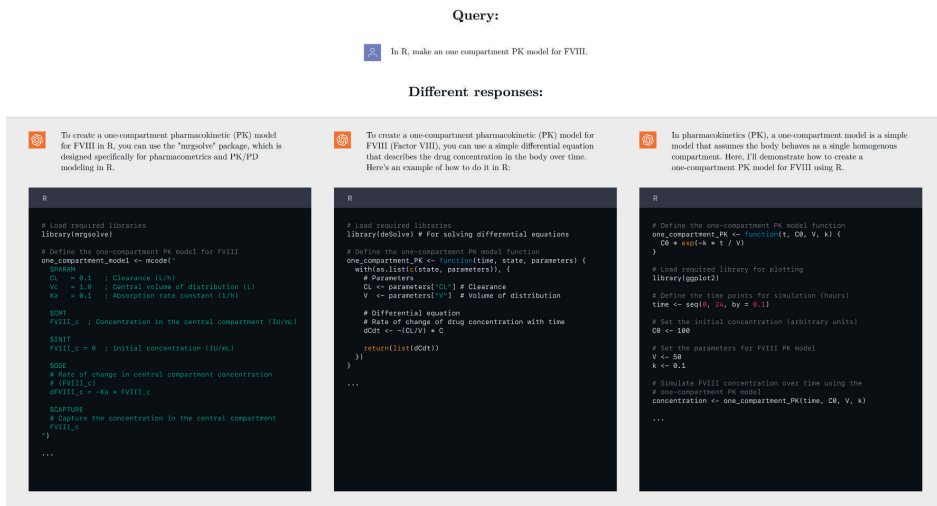 Query:
In R, make an one compartment PK model for FVIII.
Different responses:
To create a one-compartment pharmacokinetic (PK) model
for FVIII in R, you can use the "mrgsolve" package, which is
designed specifically for pharmacometrics and PK/PD
modeling in R.
R
# Load required libraries
library(mrgsolve)
# Define the one-compartment PK model for FVIII
one_compartment_model <- mcode("
$PARAM
CL = 0.1 ; Clearance (L/h)
Vc = 1.0 ; Central volume of distribution (L)
Ka = 0.1 ; Absorption rate constant (1/h)
$CMT
FVIII_c ; Concentration in the central compartment (IU/mL)
$INIT
FVIII_c = 0 ; Initial concentration (IU/mL)
$ODE
# Rate of change in central compartment concentration
# (FVIII_c)
dFVIII_c = -Ka * FVIII_c
$CAPTURE
# Capture the concentration in the central compartment
FVIII_c
")
...
To create a one-compartment pharmacokinetic (PK) model for
FVIII (Factor VIII), you can use a simple differential equation
that describes the drug concentration in the body over time.
Here's an example of how to do it in R:
R
# Load required libraries
library(deSolve) # For solving differential equations
# Define the one-compartment PK model function
one_compartment_PK <- function(time, state, parameters) {
with(as.list(c(state, parameters)), {
# Parameters
CL <- parameters["CL"] # Clearance
V <- parameters["V"] # Volume of distribution
# Differential equation
# Rate of change of drug concentration with time
dCdt <- -(CL/V) * C
return(list(dCdt))
})
}
...
In pharmacokinetics (PK), a one-compartment model is a simple
model that assumes the body behaves as a single homogenous
compartment. Here, I'll demonstrate how to create a
one-compartment PK model for FVIII using R.
R
# Define the one-compartment PK model function
one_compartment_PK <- function(t, C0, V, k) {
C0 * exp(-k * t / V)
}
# Load required library for plotting
library(ggplot2)
# Define the time points for simulation (hours)
time <- seq(0, 24, by = 0.1)
# Set the initial concentration (arbitrary units)
C0 <- 100
# Set the parameters for FVIII PK model
V <- 50
k <- 0.1
# Simulate FVIII concentration over time using the
# one-compartment PK model
concentration <- one_compartment_PK(time, C0, V, k)
...